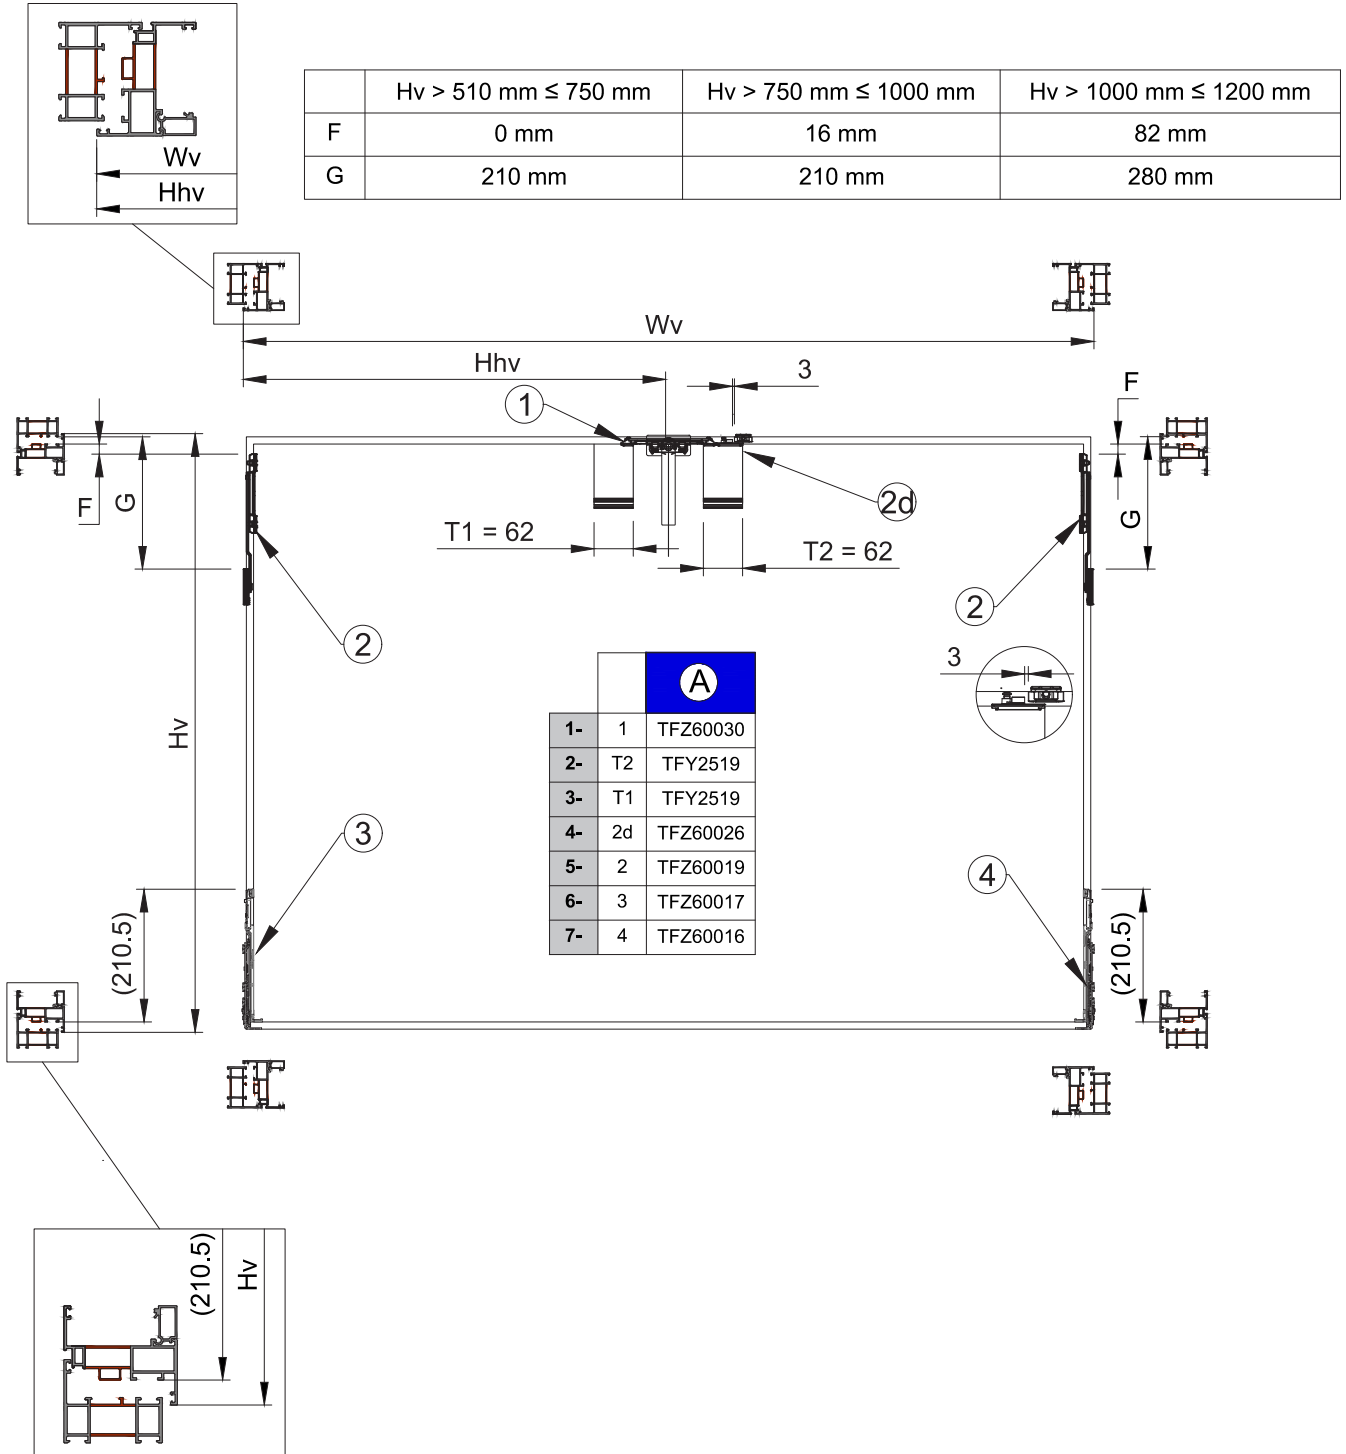 Wv
Hhv
Hv > 510 mm ≤ 750 mm Hv > 750 mm ≤ 1000 mm Hv > 1000 mm ≤ 1200 mm
F 0 mm 16 mm 82 mm
G 210 mm 210 mm 280 mm
Wv
Hhv
3
1
F
F
G
2d
G
T1 = 62
T2 = 62
2
2
3
Hv
A
1- 1 TFZ60030
2- T2 TFY2519
3- T1 TFY2519
4- 2d TFZ60026
5- 2 TFZ60019
6- 3 TFZ60017
7- 4 TFZ60016
3
4
(210.5)
(210.5)
(210.5)
Hv